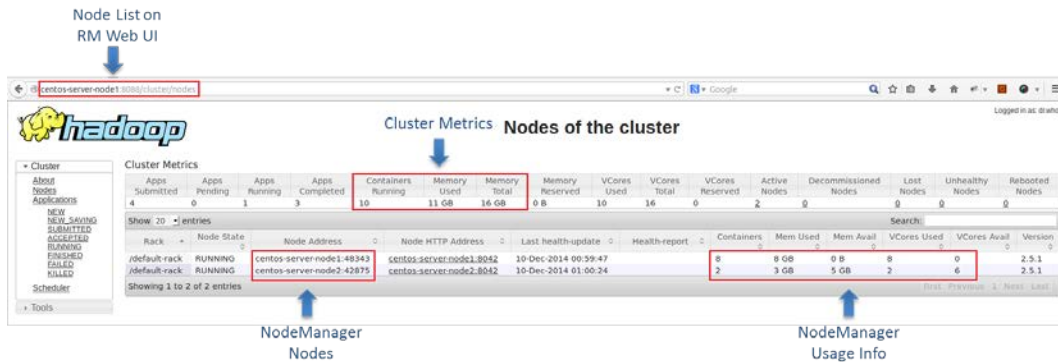 Node List on
RM Web UI
centos-server-node1:8088/cluster/nodes
Google
Logged in as: dr.who
hadoop
Cluster Metrics
Nodes of the cluster
Cluster
About
Nodes
Applications
NEW
NEW_SAVING
SUBMITTED
ACCEPTED
RUNNING
FINISHED
FAILED
KILLED
Scheduler
Tools
Cluster Metrics
Apps Submitted Apps Pending Apps Running Apps Completed Containers Running Memory Used Memory Total Memory Reserved VCores Used VCores Total VCores Reserved Active Nodes Decommissioned Nodes Lost Nodes Unhealthy Nodes Rebooted Nodes
4 0 1 3 10 11 GB 16 GB 0 B 10 16 0 2 0 0 0 0
Show 20 entries Search:
Rack Node State Node Address Node HTTP Address Last health-update Health-report Containers Mem Used Mem Avail VCores Used VCores Avail Version
/default-rack RUNNING centos-server-node1:48343 centos-server-node1:8042 10-Dec-2014 00:59:47 8 8 GB 0 B 8 0 2.5.1
/default-rack RUNNING centos-server-node2:42875 centos-server-node2:8042 10-Dec-2014 01:00:24 2 3 GB 5 GB 2 6 2.5.1
Showing 1 to 2 of 2 entries First Previous 1 Next Last
NodeManager
Nodes
NodeManager
Usage Info